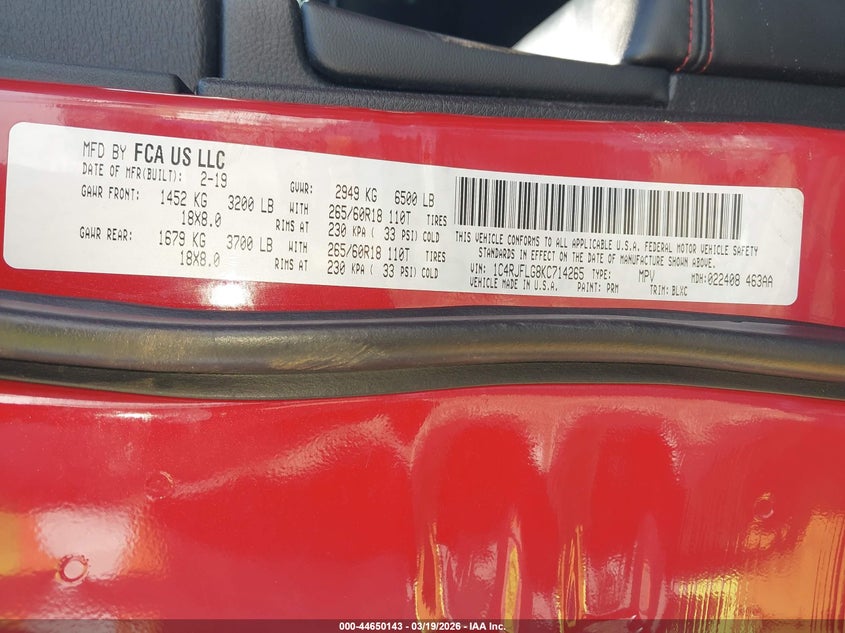 MFD BY FCA US LLC
DATE OF MFR(BUILT): 2-19 GVWR: 2949 KG 6500 LB
GAWR FRONT: 1452 KG 3200 LB WITH 265/60R18 110T TIRES
18X8.0 RIMS AT 230 KPA ( 33 PSI) COLD
GAWR REAR: 1679 KG 3700 LB WITH 265/60R18 110T TIRES
18X8.0 RIMS AT 230 KPA ( 33 PSI) COLD
THIS VEHICLE CONFORMS TO ALL APPLICABLE U.S.A. FEDERAL MOTOR VEHICLE SAFETY
STANDARDS IN EFFECT ON THE DATE OF MANUFACTURE SHOWN ABOVE.
VIN: 1C4RJFLG8KC714265 TYPE: MPV MDH:022408 463AA
VEHICLE MADE IN U.S.A. PAINT: PRM TRIM: BLXC
000-44650143 — 03/19/2026 — IAA Inc.